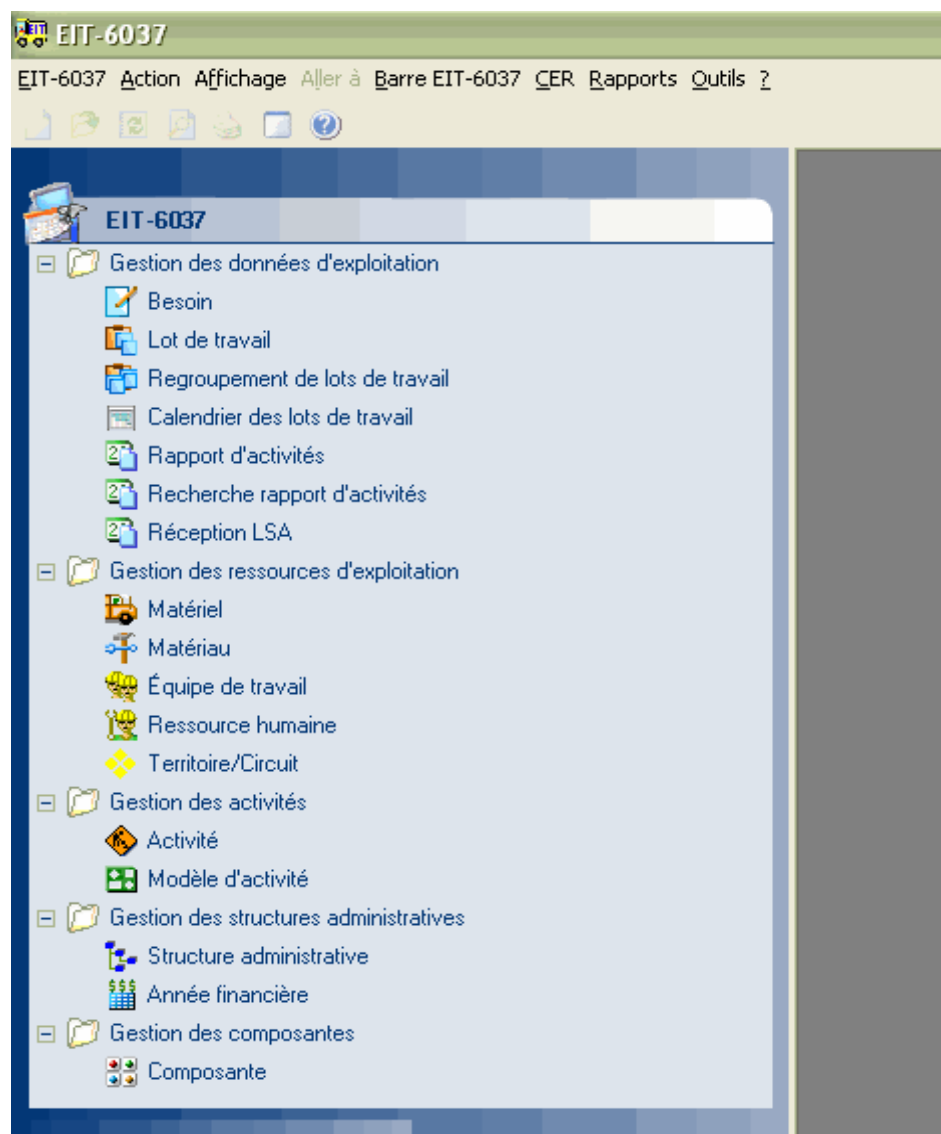 EIT-6037
EIT-6037 Action Affichage Aller à Barre EIT-6037 CER Rapports Outils ?
EIT-6037
Gestion des données d'exploitation
Besoin
Lot de travail
Regroupement de lots de travail
Calendrier des lots de travail
Rapport d'activités
Recherche rapport d'activités
Réception LSA
Gestion des ressources d'exploitation
Matériel
Matériau
Équipe de travail
Ressource humaine
Territoire/Circuit
Gestion des activités
Activité
Modèle d'activité
Gestion des structures administratives
Structure administrative
Année financière
Gestion des composantes
Composante